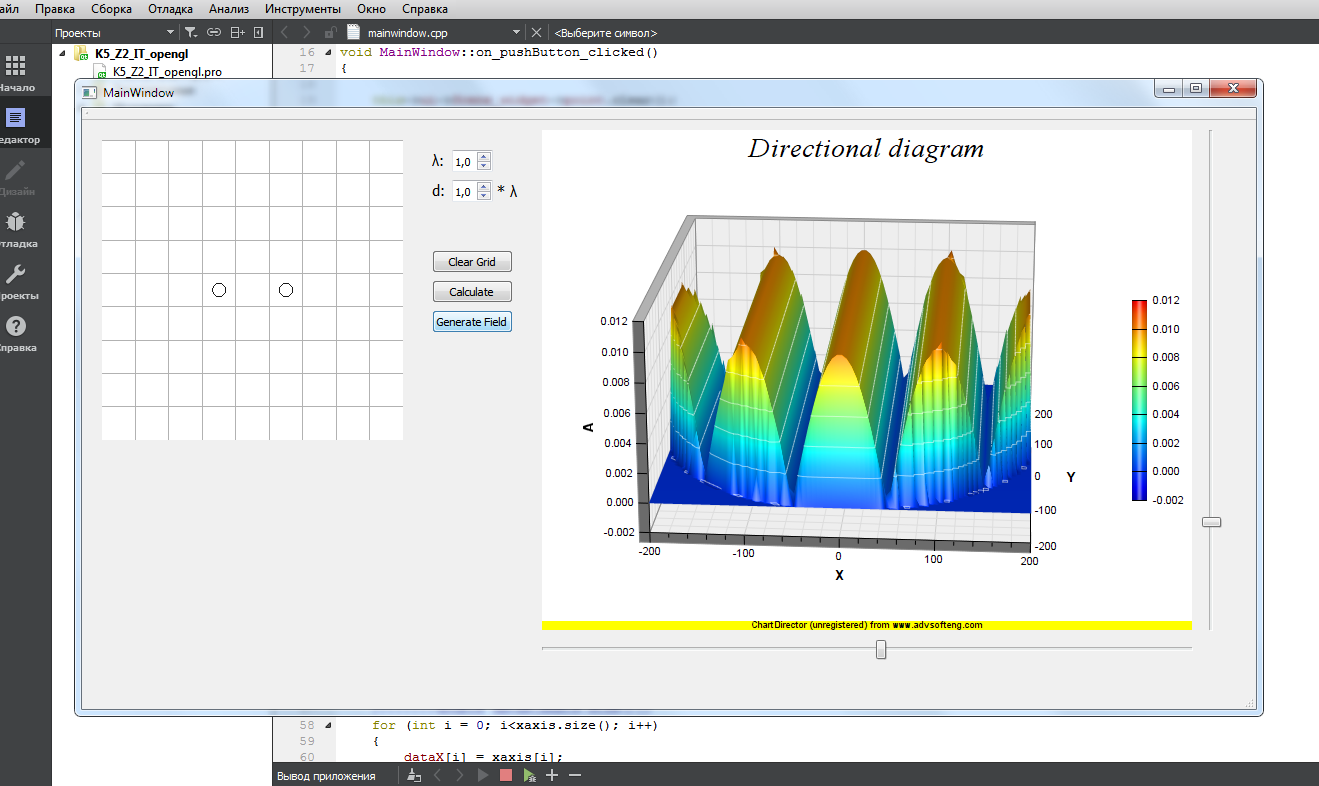 айл Правка Сборка Отладка Анализ Инструменты Окно Справка
Проекты
mainwindow.cpp
<Выберите символ>
K5_Z2_IT_opengl
K5_Z2_IT_opengl.pro
16 void MainWindow::on_pushButton_clicked()
17 {
Начало
едактор
Дизайн
тладка
роекты
правка
MainWindow
λ: 1,0
d: 1,0 * λ
Clear Grid
Calculate
Generate Field
Directional diagram
0.012
0.010
0.008
0.006
0.004
0.002
0.000
-0.002
A
-200 -100 0 100 200
X
200
100
0
-100
-200
Y
0.012
0.010
0.008
0.006
0.004
0.002
0.000
-0.002
ChartDirector (unregistered) from www.advsofteng.com
58 for (int i = 0; i<xaxis.size(); i++)
59 {
60 dataX[i] = xaxis[i];
Вывод приложения